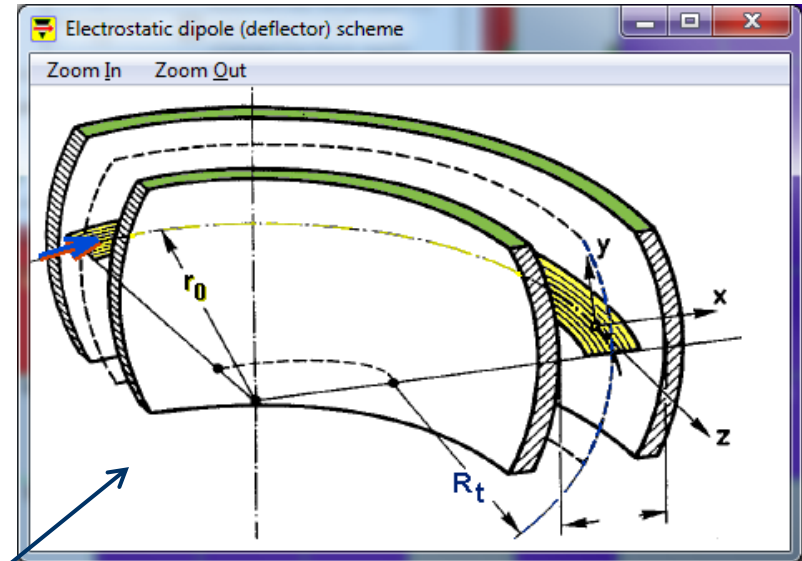 Electrostatic dipole (deflector) scheme
Zoom In Zoom Out
y
x
r0
z
Rt